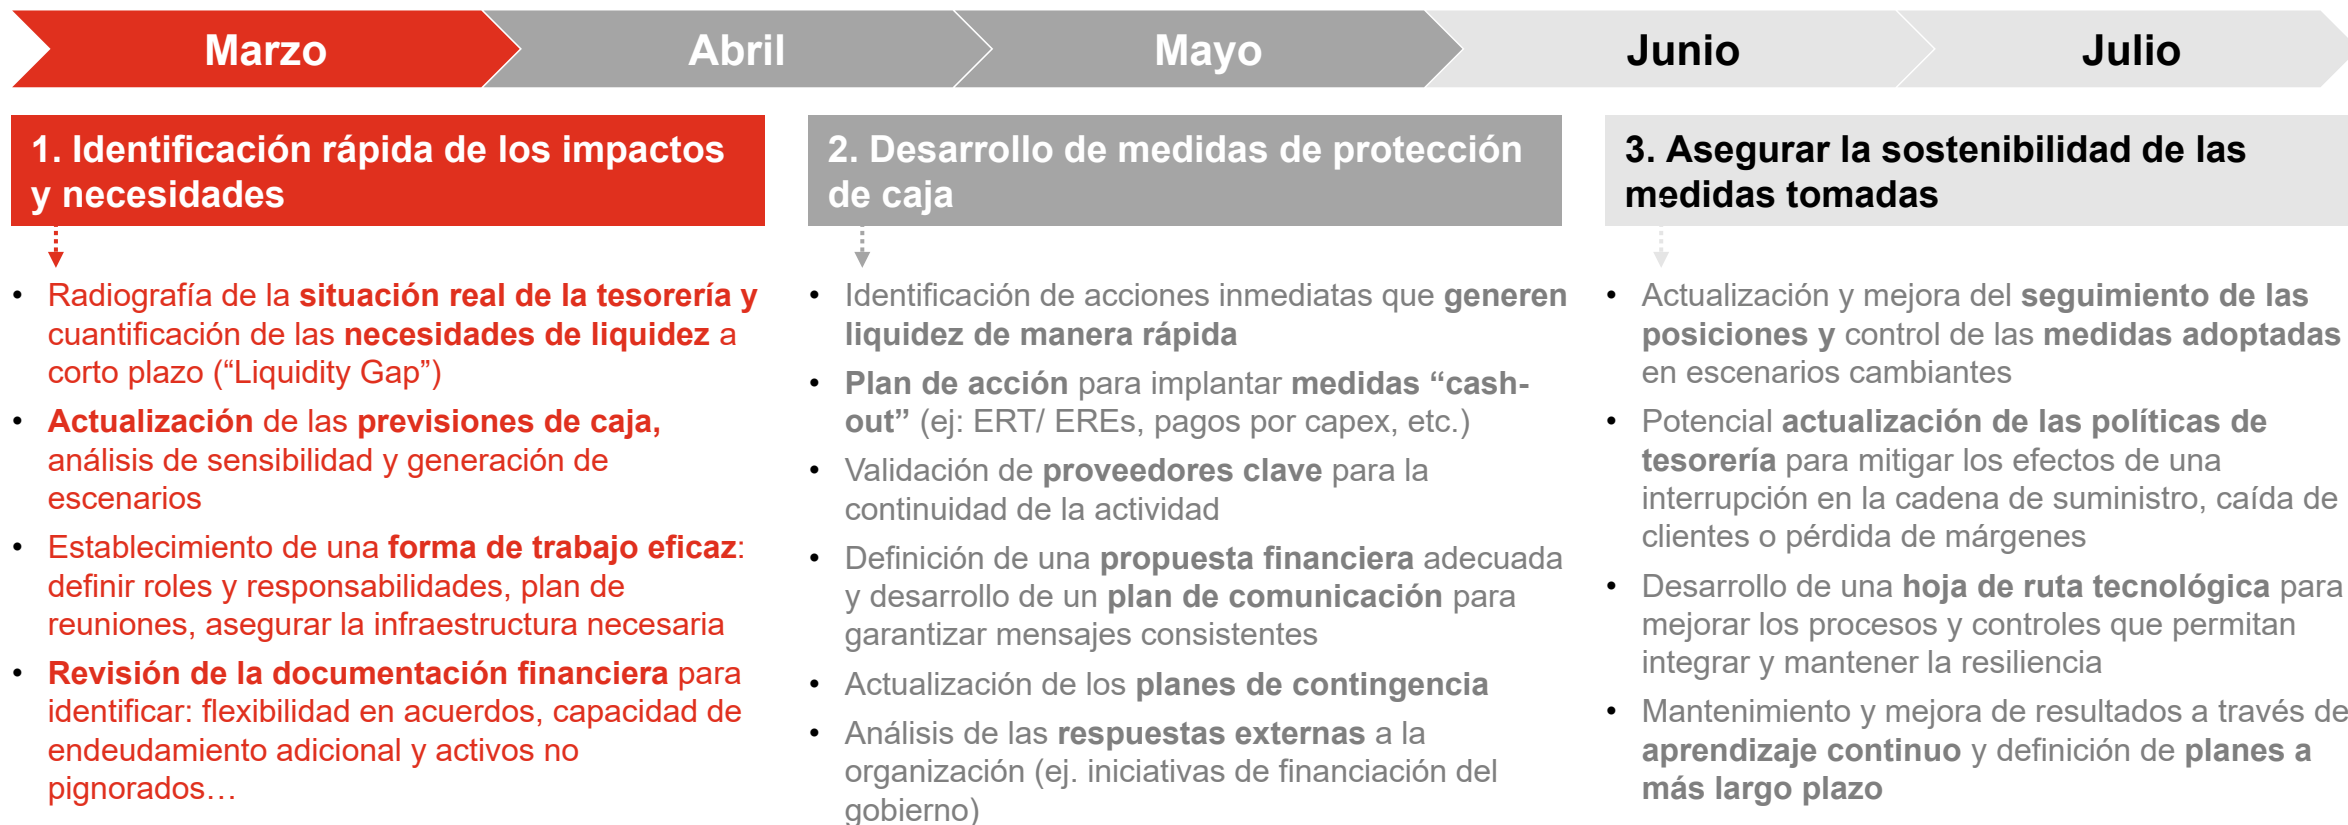 Marzo
Abril
Mayo
Junio
Julio
1. Identificación rápida de los impactos
y necesidades
• Radiografía de la situación real de la tesorería y
cuantificación de las necesidades de liquidez a
corto plazo (“Liquidity Gap”)
• Actualización de las previsiones de caja,
análisis de sensibilidad y generación de
escenarios
• Establecimiento de una forma de trabajo eficaz:
definir roles y responsabilidades, plan de
reuniones, asegurar la infraestructura necesaria
• Revisión de la documentación financiera para
identificar: flexibilidad en acuerdos, capacidad de
endeudamiento adicional y activos no
pignorados…
2. Desarrollo de medidas de protección
de caja
• Identificación de acciones inmediatas que generen
liquidez de manera rápida
• Plan de acción para implantar medidas “cash-
out” (ej: ERT/ EREs, pagos por capex, etc.)
• Validación de proveedores clave para la
continuidad de la actividad
• Definición de una propuesta financiera adecuada
y desarrollo de un plan de comunicación para
garantizar mensajes consistentes
• Actualización de los planes de contingencia
• Análisis de las respuestas externas a la
organización (ej. iniciativas de financiación del
gobierno)
3. Asegurar la sostenibilidad de las
medidas tomadas
• Actualización y mejora del seguimiento de las
posiciones y control de las medidas adoptadas
en escenarios cambiantes
• Potencial actualización de las políticas de
tesorería para mitigar los efectos de una
interrupción en la cadena de suministro, caída de
clientes o pérdida de márgenes
• Desarrollo de una hoja de ruta tecnológica para
mejorar los procesos y controles que permitan
integrar y mantener la resiliencia
• Mantenimiento y mejora de resultados a través de
aprendizaje continuo y definición de planes a
más largo plazo